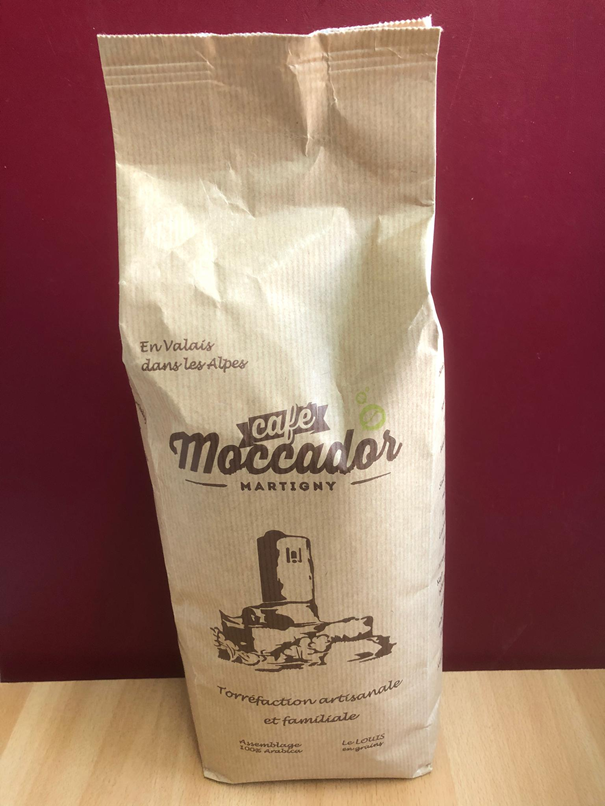 En Valais
dans les Alpes
café
Moccador
MARTIGNY
Torréfaction artisanale
et familiale
Assemblage
100% Arabica
Le LOUIS
en grains